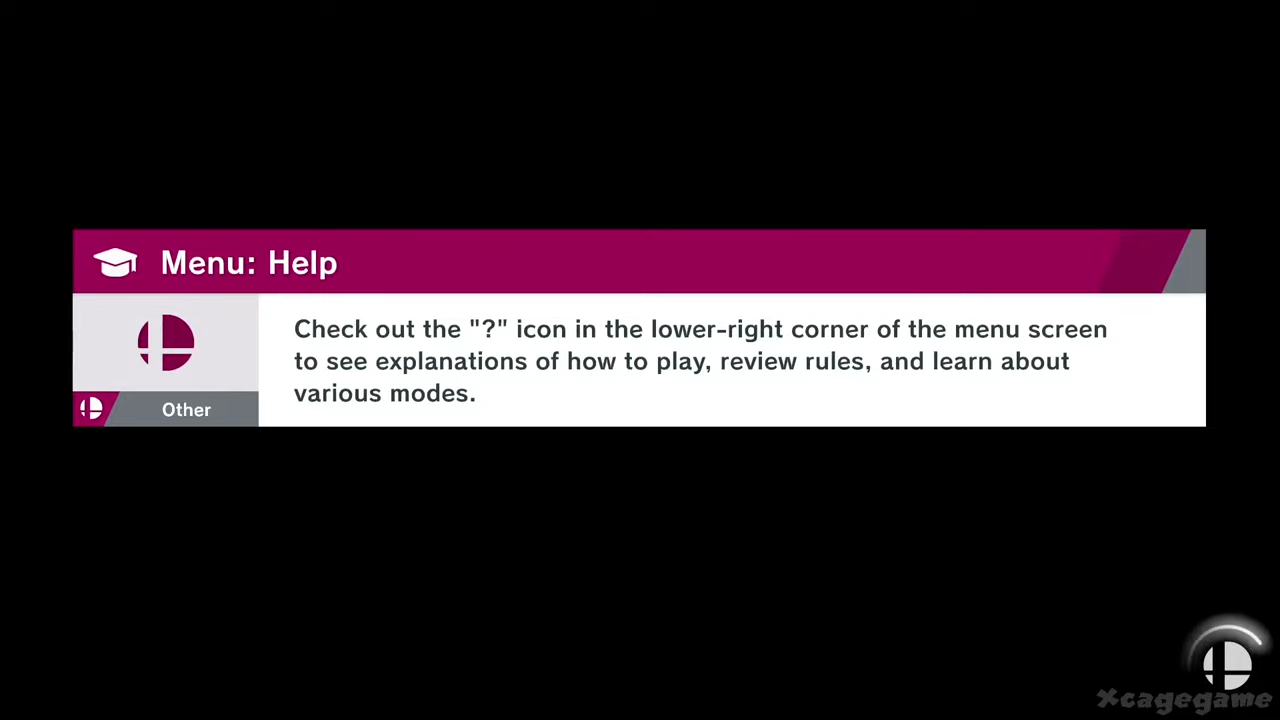 Menu: Help
Check out the "?" icon in the lower-right corner of the menu screen
to see explanations of how to play, review rules, and learn about
various modes.
Other
Xcagegame